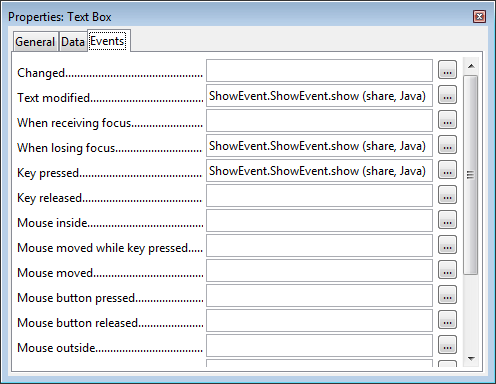 Properties: Text Box
General Data Events
Changed............................................
Text modified.................................... ShowEvent.ShowEvent.show (share, Java) ...
When receiving focus.......................
When losing focus............................ ShowEvent.ShowEvent.show (share, Java) ...
Key pressed....................................... ShowEvent.ShowEvent.show (share, Java) ...
Key released...................................... ...
Mouse inside..................................... ...
Mouse moved while key pressed..... ...
Mouse moved.................................... ...
Mouse button pressed...................... ...
Mouse button released..................... ...
Mouse outside................................... ...